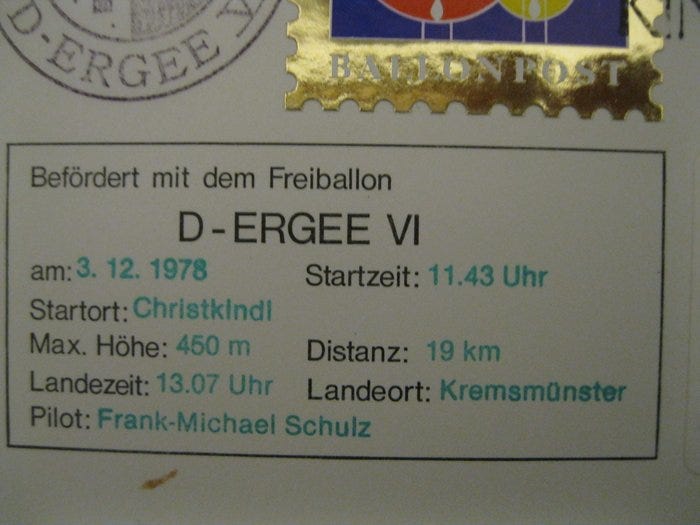 D-ERGEE
BALLONPOST
Befördert mit dem Freiballon
D-ERGEE VI
am: 3. 12. 1978 Startzeit: 11.43 Uhr
Startort: Christkindl
Max. Höhe: 450 m Distanz: 19 km
Landezeit: 13.07 Uhr Landeort: Kremsmünster
Pilot: Frank-Michael Schulz